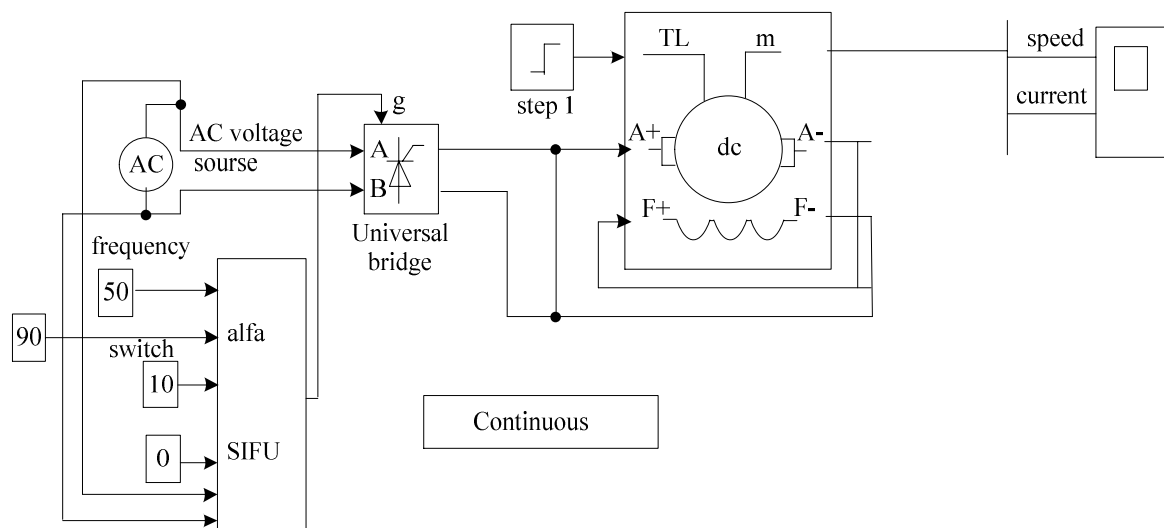 TL
m
speed
step 1
current
g
AC voltage
sourse
AC
A
B
A+
dc
A-
F+
F-
Universal
bridge
frequency
50
90
alfa
switch
10
Continuous
0
SIFU